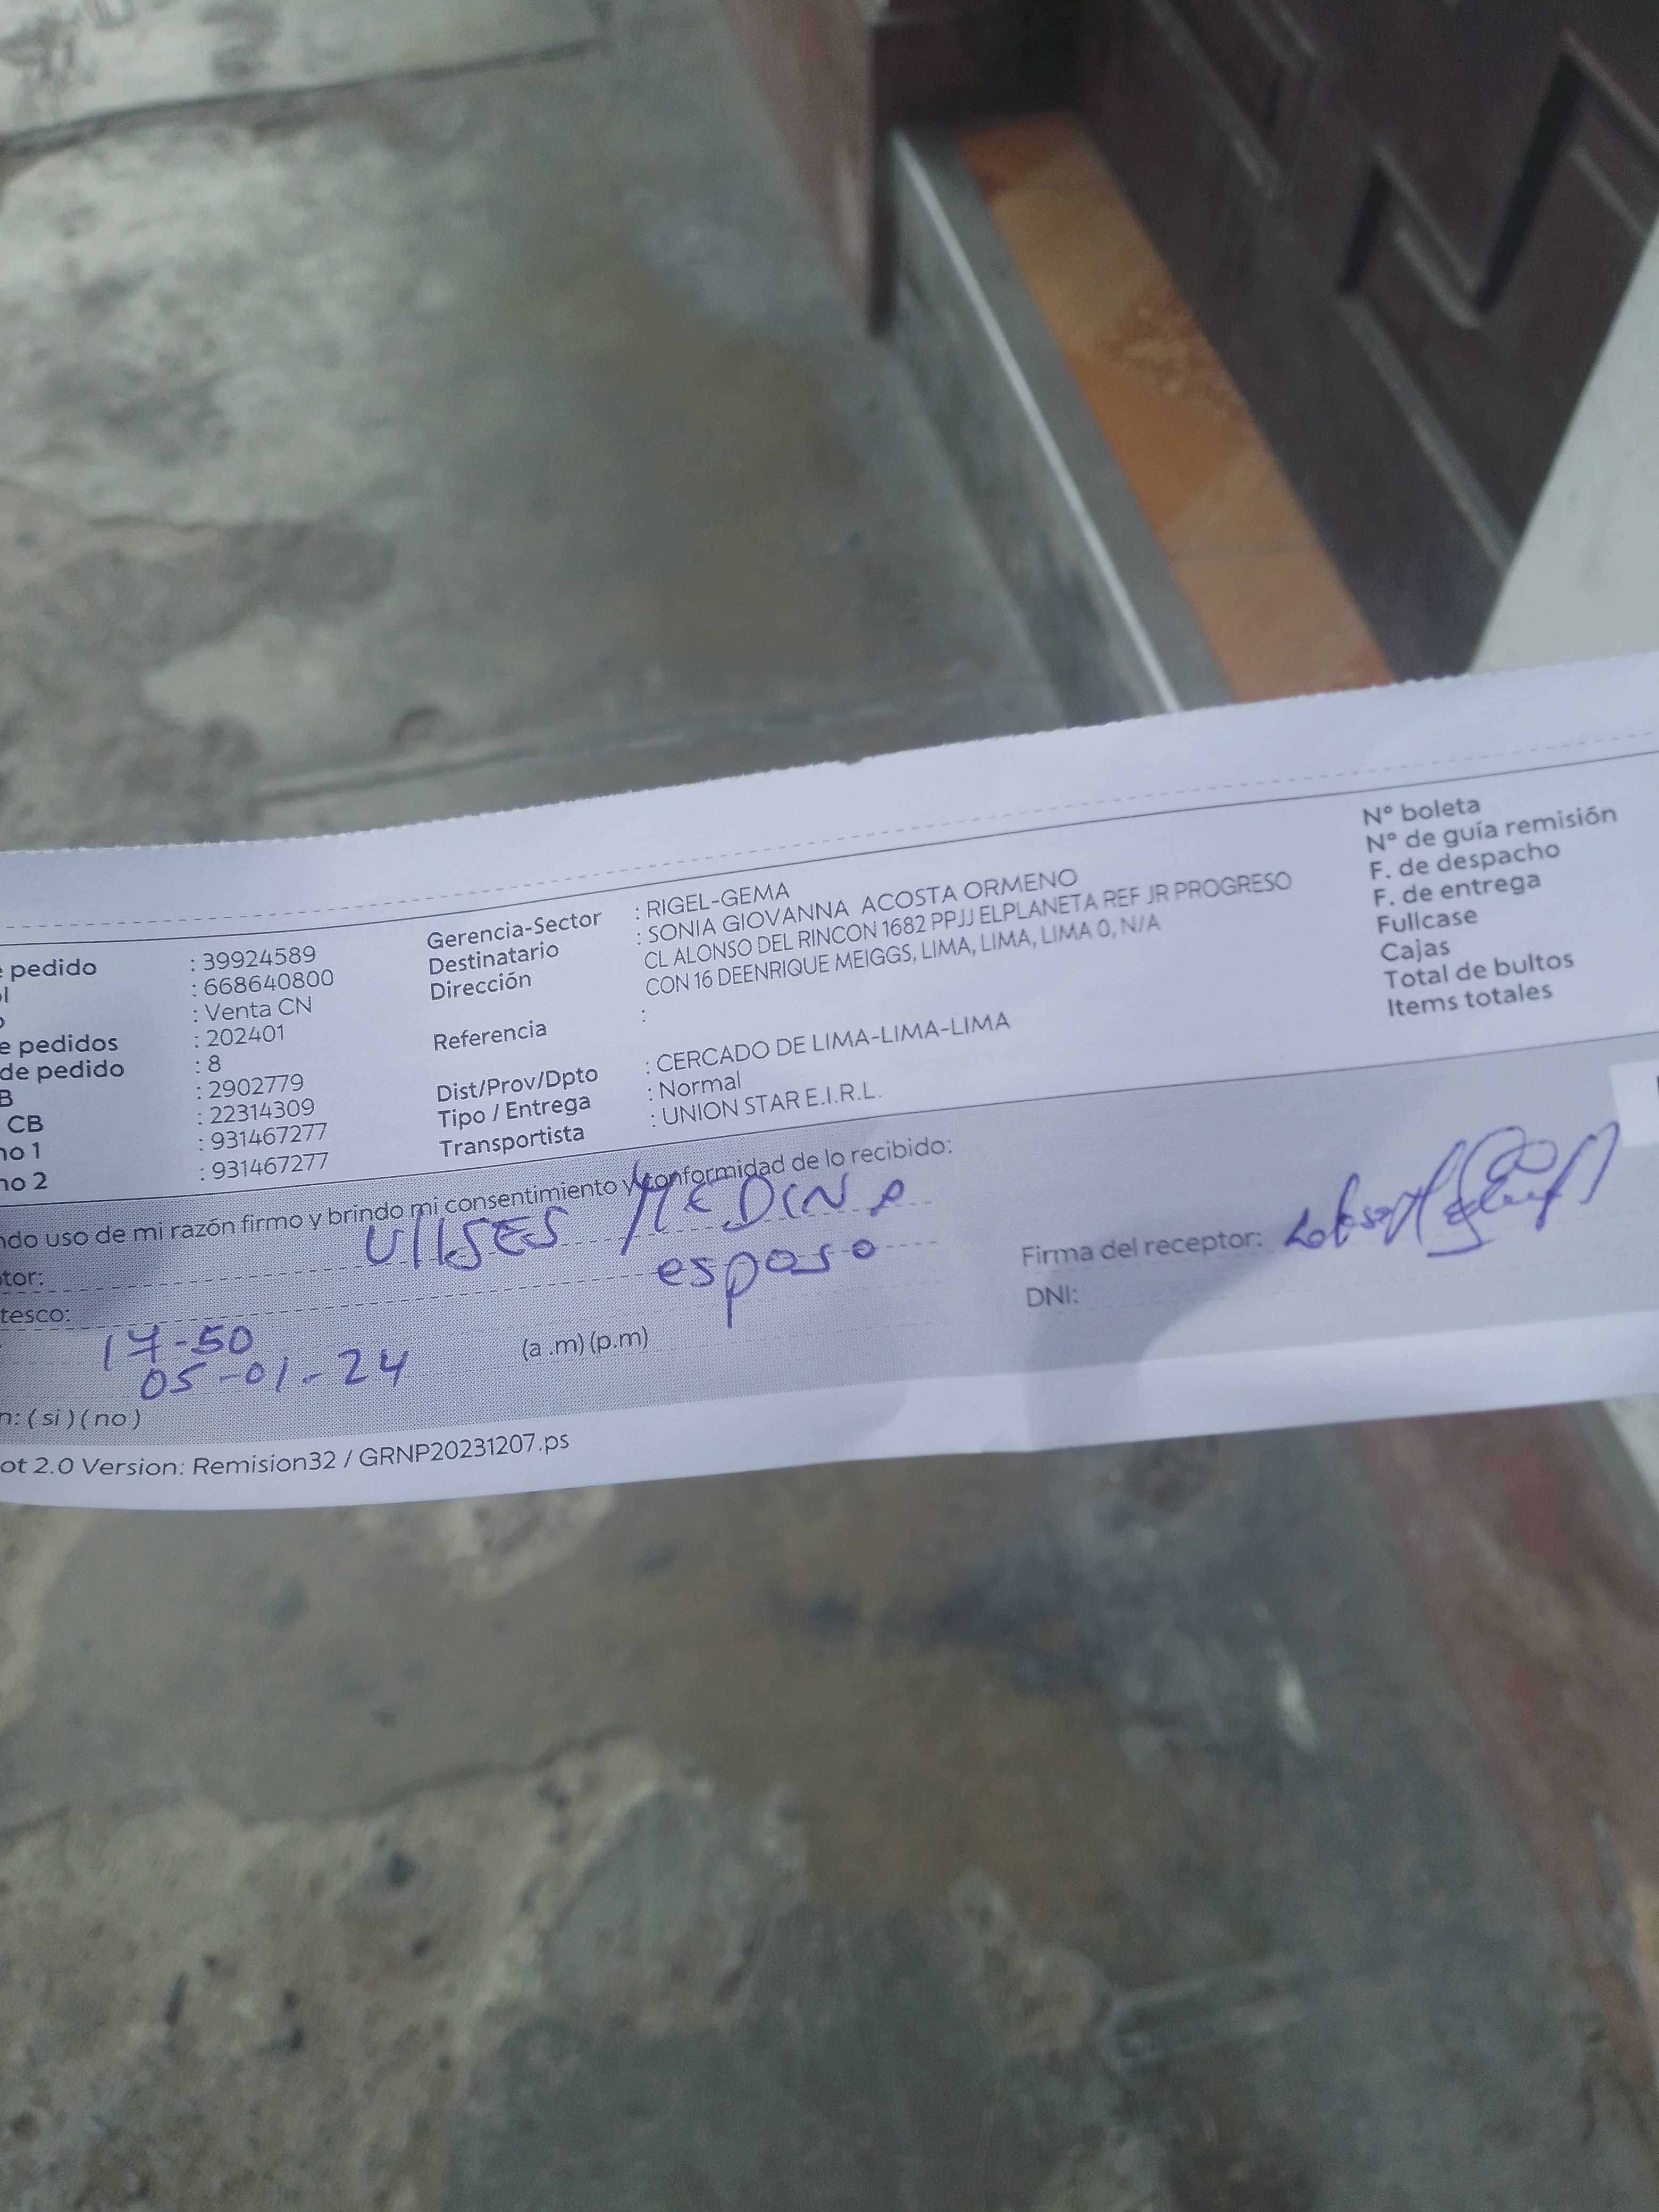 e pedido : 39924589
l : 668640800
o : Venta CN
e pedidos : 202401
de pedido : 8
B : 2902779
CB : 22314309
no 1 : 931467277
no 2 : 931467277
Gerencia-Sector : RIGEL-GEMA
Destinatario : SONIA GIOVANNA ACOSTA ORMENO
Dirección CL ALONSO DEL RINCON 1682 PPJJ ELPLANETA REF JR PROGRESO
CON 16 DEENRIQUE MEIGGS, LIMA, LIMA, LIMA 0, N/A
Referencia :
Dist/Prov/Dpto : CERCADO DE LIMA-LIMA-LIMA
Tipo / Entrega : Normal
Transportista : UNION STAR E.I.R.L.
N° boleta
N° de guía remisión
F. de despacho
F. de entrega
Fullcase
Cajas
Total de bultos
Items totales
ndo uso de mi razón firmo y brindo mi consentimiento y conformidad de lo recibido:
tor: UlISES MEDINA
tesco: esposo
17-50 (a .m) (p.m)
05-01-24
n: ( si ) ( no )
Firma del receptor:
DNI:
ot 2.0 Version: Remision32 / GRNP20231207.ps